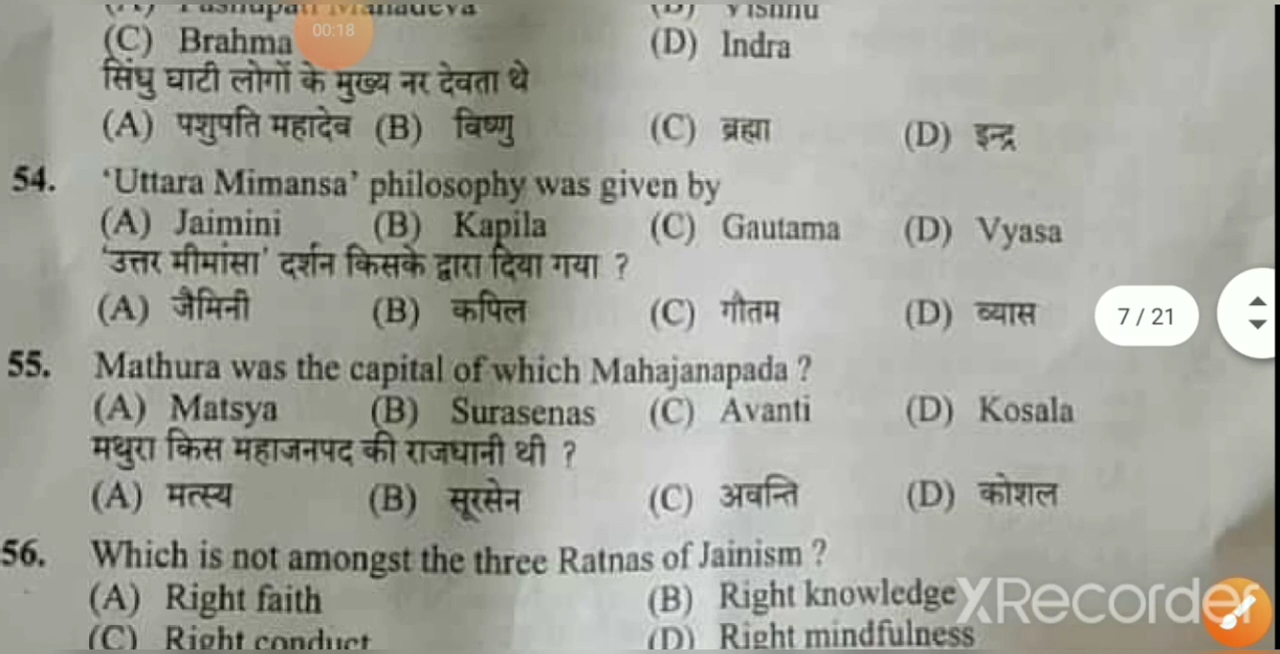 (A) Pashupati Mahadeva (B) Vishnu
(C) Brahma (D) Indra
00:18
सिंधु घाटी लोगों के मुख्य नर देवता थे
(A) पशुपति महादेव (B) विष्णु (C) ब्रह्मा (D) इन्द्र
54. ‘Uttara Mimansa’ philosophy was given by
(A) Jaimini (B) Kapila (C) Gautama (D) Vyasa
‘उत्तर मीमांसा’ दर्शन किसके द्वारा दिया गया ?
(A) जैमिनी (B) कपिल (C) गौतम (D) व्यास
7 / 21
55. Mathura was the capital of which Mahajanapada ?
(A) Matsya (B) Surasenas (C) Avanti (D) Kosala
मथुरा किस महाजनपद की राजधानी थी ?
(A) मत्स्य (B) सूरसेन (C) अवन्ति (D) कोशल
56. Which is not amongst the three Ratnas of Jainism ?
(A) Right faith (B) Right knowledge
XRecorder
(C) Right conduct (D) Right mindfulness